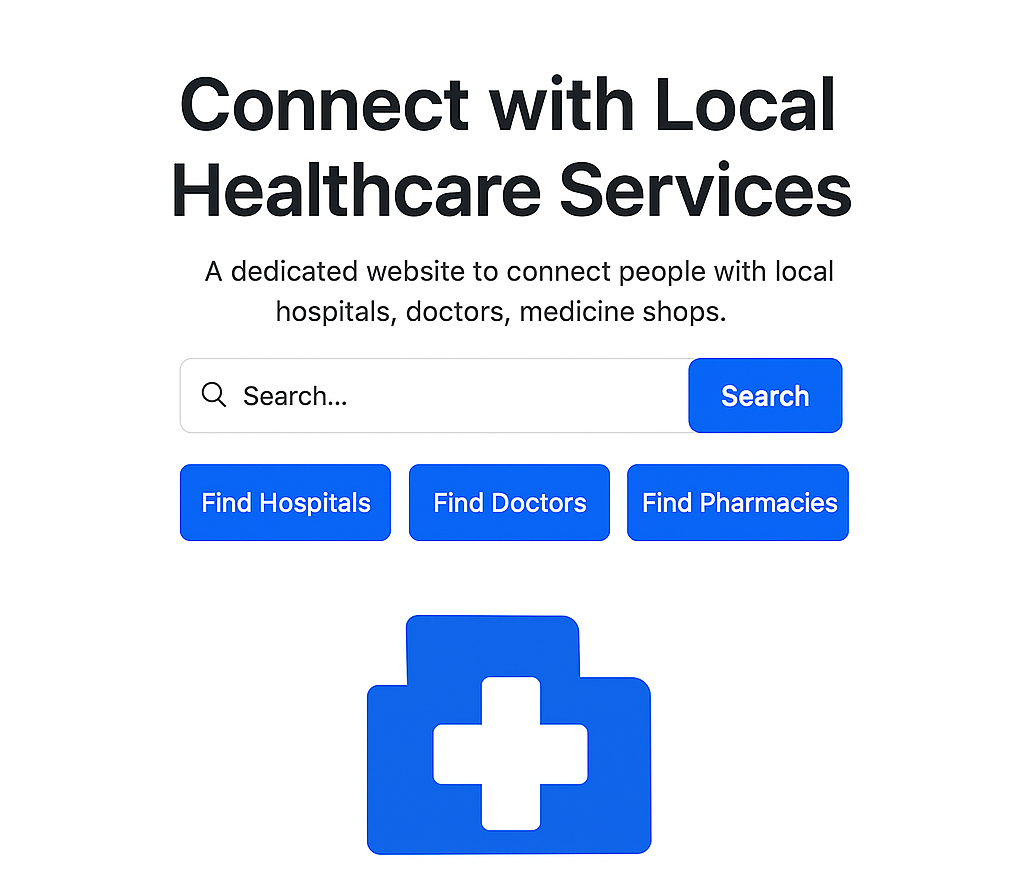 Connect with Local
Healthcare Services
A dedicated website to connect people with local
hospitals, doctors, medicine shops.
Search...
Search
Find Hospitals
Find Doctors
Find Pharmacies